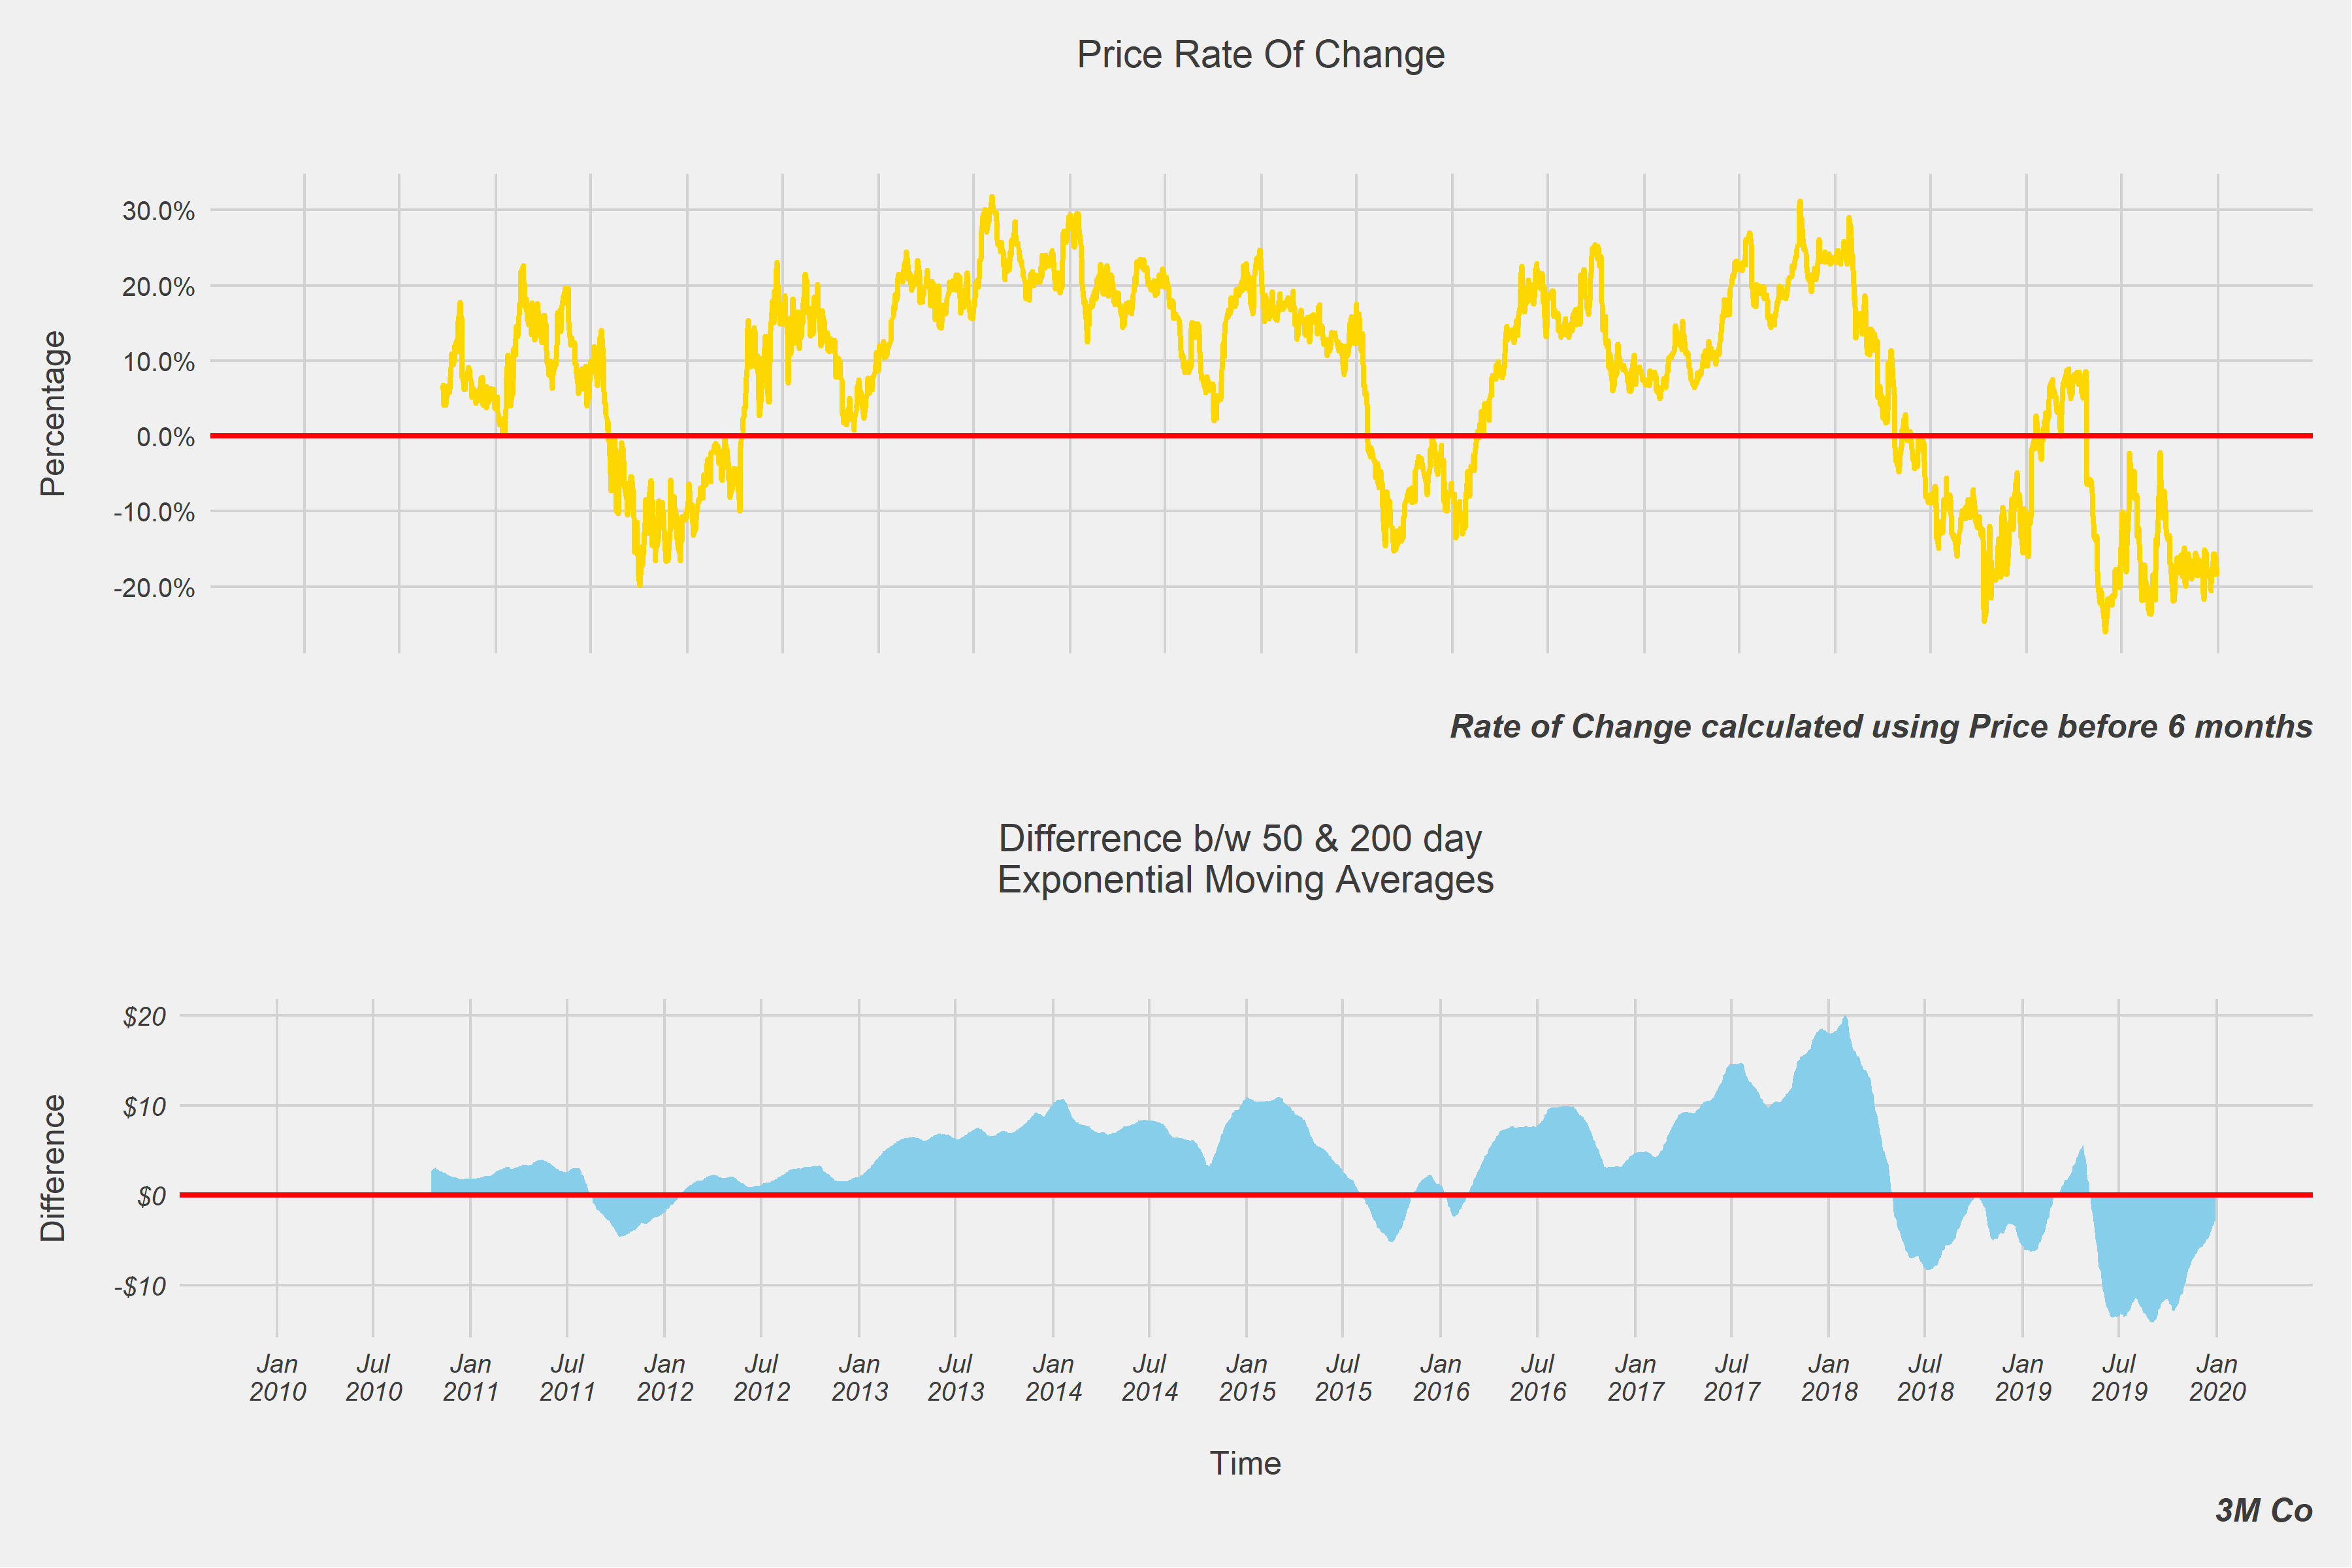 Price Rate Of Change
Percentage
30.0%
20.0%
10.0%
0.0%
-10.0%
-20.0%
Rate of Change calculated using Price before 6 months
Differrence b/w 50 & 200 day
Exponential Moving Averages
Difference
$20
$10
$0
-$10
Jan Jul Jan Jul Jan Jul Jan Jul Jan Jul Jan Jul Jan Jul Jan Jul Jan Jul Jan Jul Jan
2010 2010 2011 2011 2012 2012 2013 2013 2014 2014 2015 2015 2016 2016 2017 2017 2018 2018 2019 2019 2020
Time
3M Co